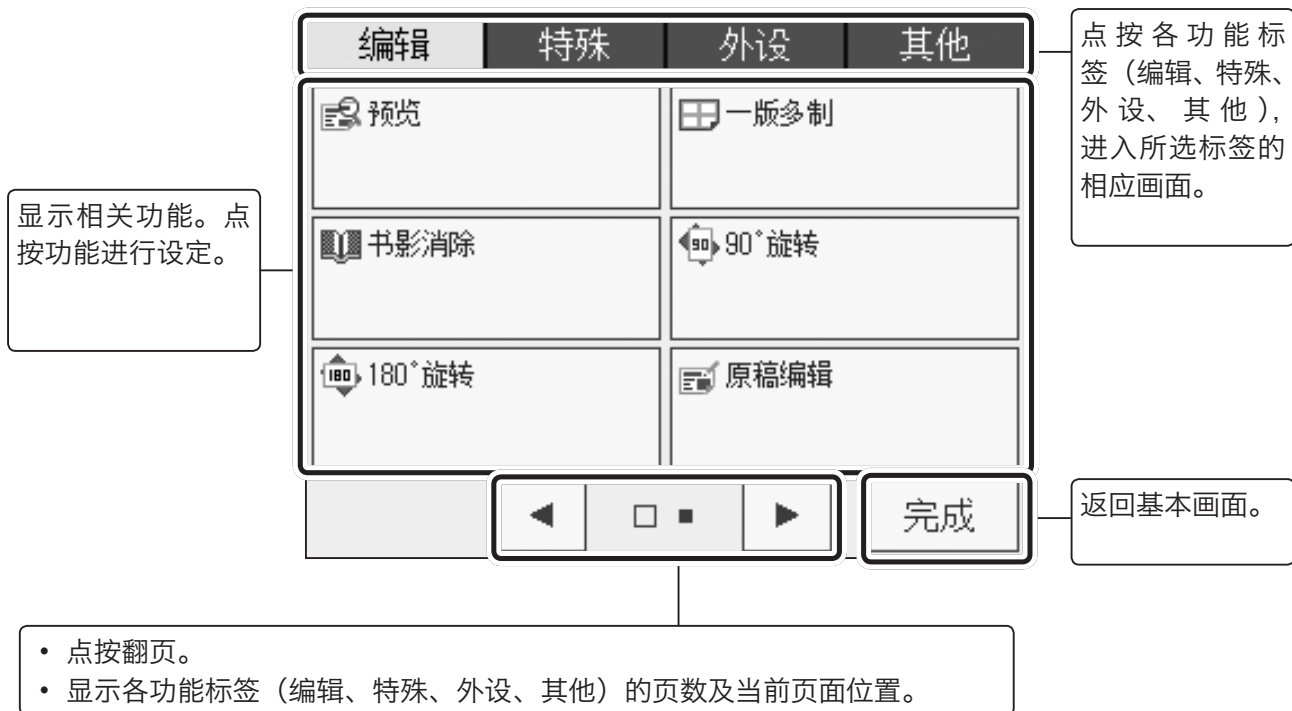 编辑 特殊 外设 其他
点按各功能标
签（编辑、特殊、
外设、其他），
进入所选标签的
相应画面。
预览 一版多制
显示相关功能。点
按功能进行设定。
书影消除 90°旋转
180°旋转 原稿编辑
完成
返回基本画面。
• 点按翻页。
• 显示各功能标签（编辑、特殊、外设、其他）的页数及当前页面位置。